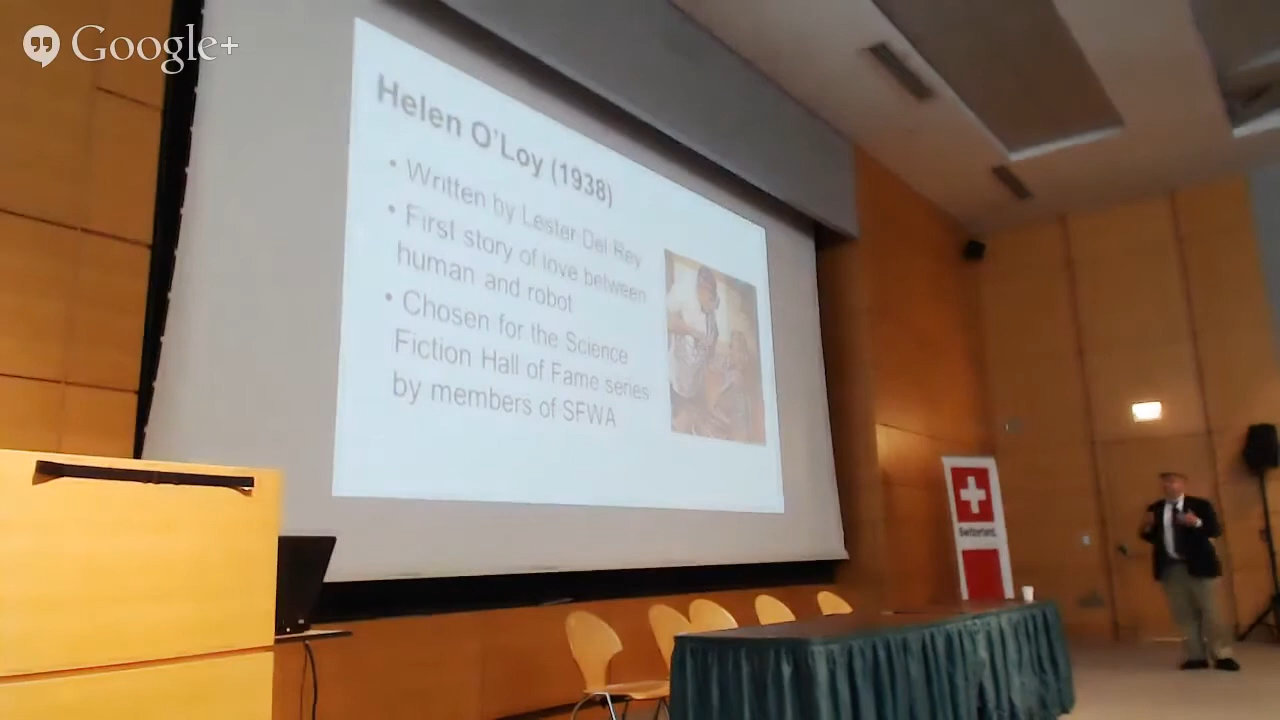 Google+
Helen O'Loy (1938)
• Written by Lester Del Rey
• First story of love between
human and robot
• Chosen for the Science
Fiction Hall of Fame series
by members of SFWA
Switzerland.